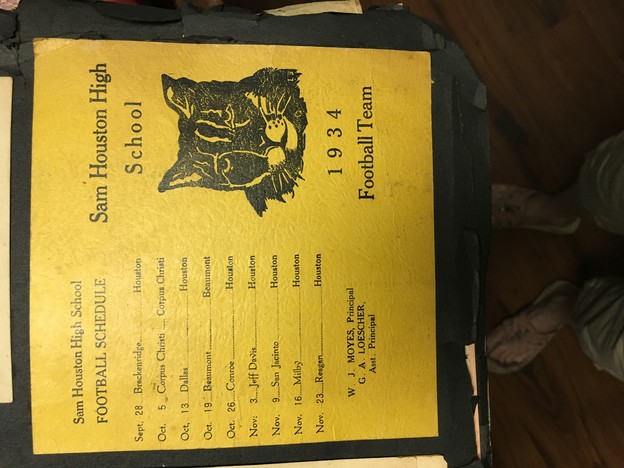 Sam Houston High School
FOOTBALL SCHEDULE
Sept. 28 Brackenridge Houston
Oct. 5 Corpus Christi Corpus Christi
Oct, 13 Dallas Houston
Oct. 19 Beaumont Beaumont
Oct. 26 Conroe Houston
Nov: 3 Jeff Davis Houston
Nov. 9 San Jacinto Houston
Nov. 16 Milby Houston
Nov. 23 Reagan Houston
W. J. MOYES, Principal
G. A. LOESCHER,
Asst. Principal
Sam Houston High
School
1934
Football Team